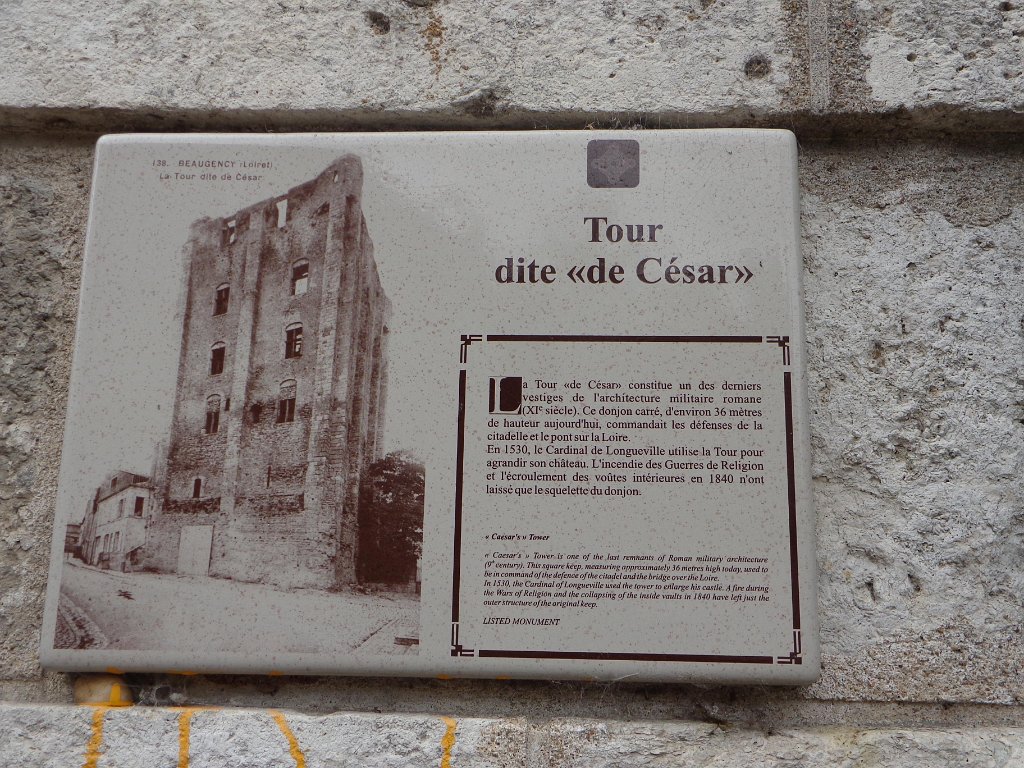 138. BEAUGENCY (Loiret)
La Tour dite de César
Tour
dite «de César»
La Tour «de César» constitue un des derniers
vestiges de l'architecture militaire romane
(XIe siècle). Ce donjon carré, d'environ 36 mètres
de hauteur aujourd'hui, commandait les défenses de la
citadelle et le pont sur la Loire.
En 1530, le Cardinal de Longueville utilise la Tour pour
agrandir son château. L'incendie des Guerres de Religion
et l'écroulement des voûtes intérieures en 1840 n'ont
laissé que le squelette du donjon.
« Caesar's » Tower
« Caesar's » Tower is one of the last remnants of Roman military architecture
(9th century). This square keep, measuring approximately 36 metres high today, used to
be in command of the defence of the citadel and the bridge over the Loire.
In 1530, the Cardinal of Longueville used the tower to enlarge his castle. A fire during
the Wars of Religion and the collapsing of the inside vaults in 1840 have left just the
outer structure of the original keep.
LISTED MONUMENT